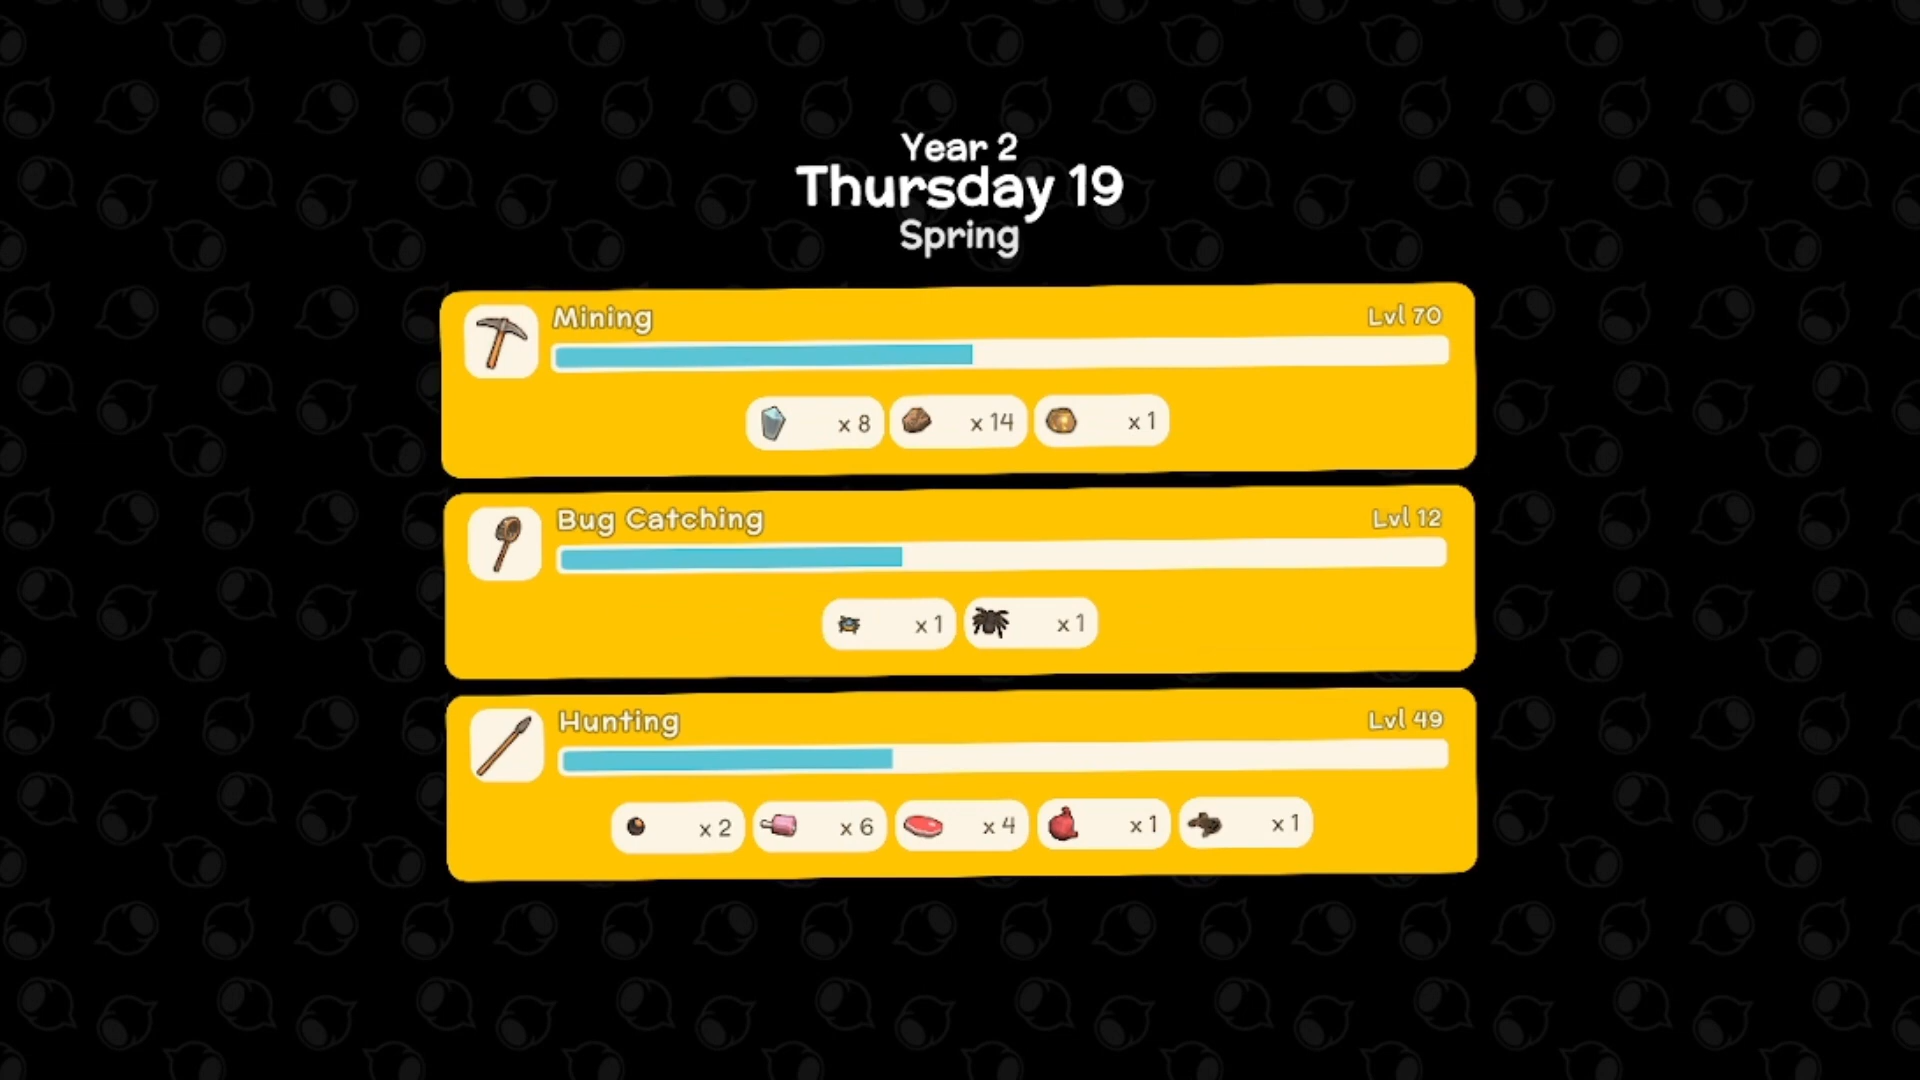 Year 2
Thursday 19
Spring
Mining Lvl 70
x 8 x 14 x 1
Bug Catching Lvl 12
x 1 x 1
Hunting Lvl 49
x 2 x 6 x 4 x 1 x 1